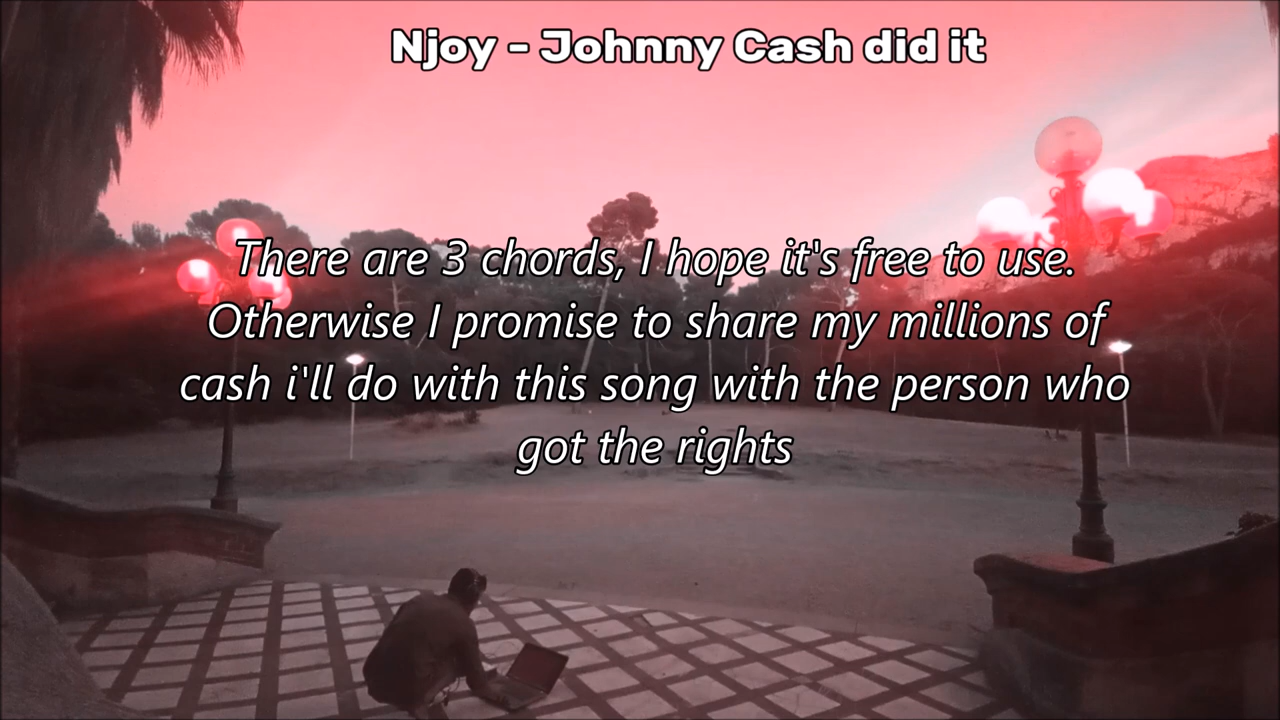 Njoy - Johnny Cash did it
There are 3 chords, I hope it's free to use.
Otherwise I promise to share my millions of
cash i'll do with this song with the person who
got the rights